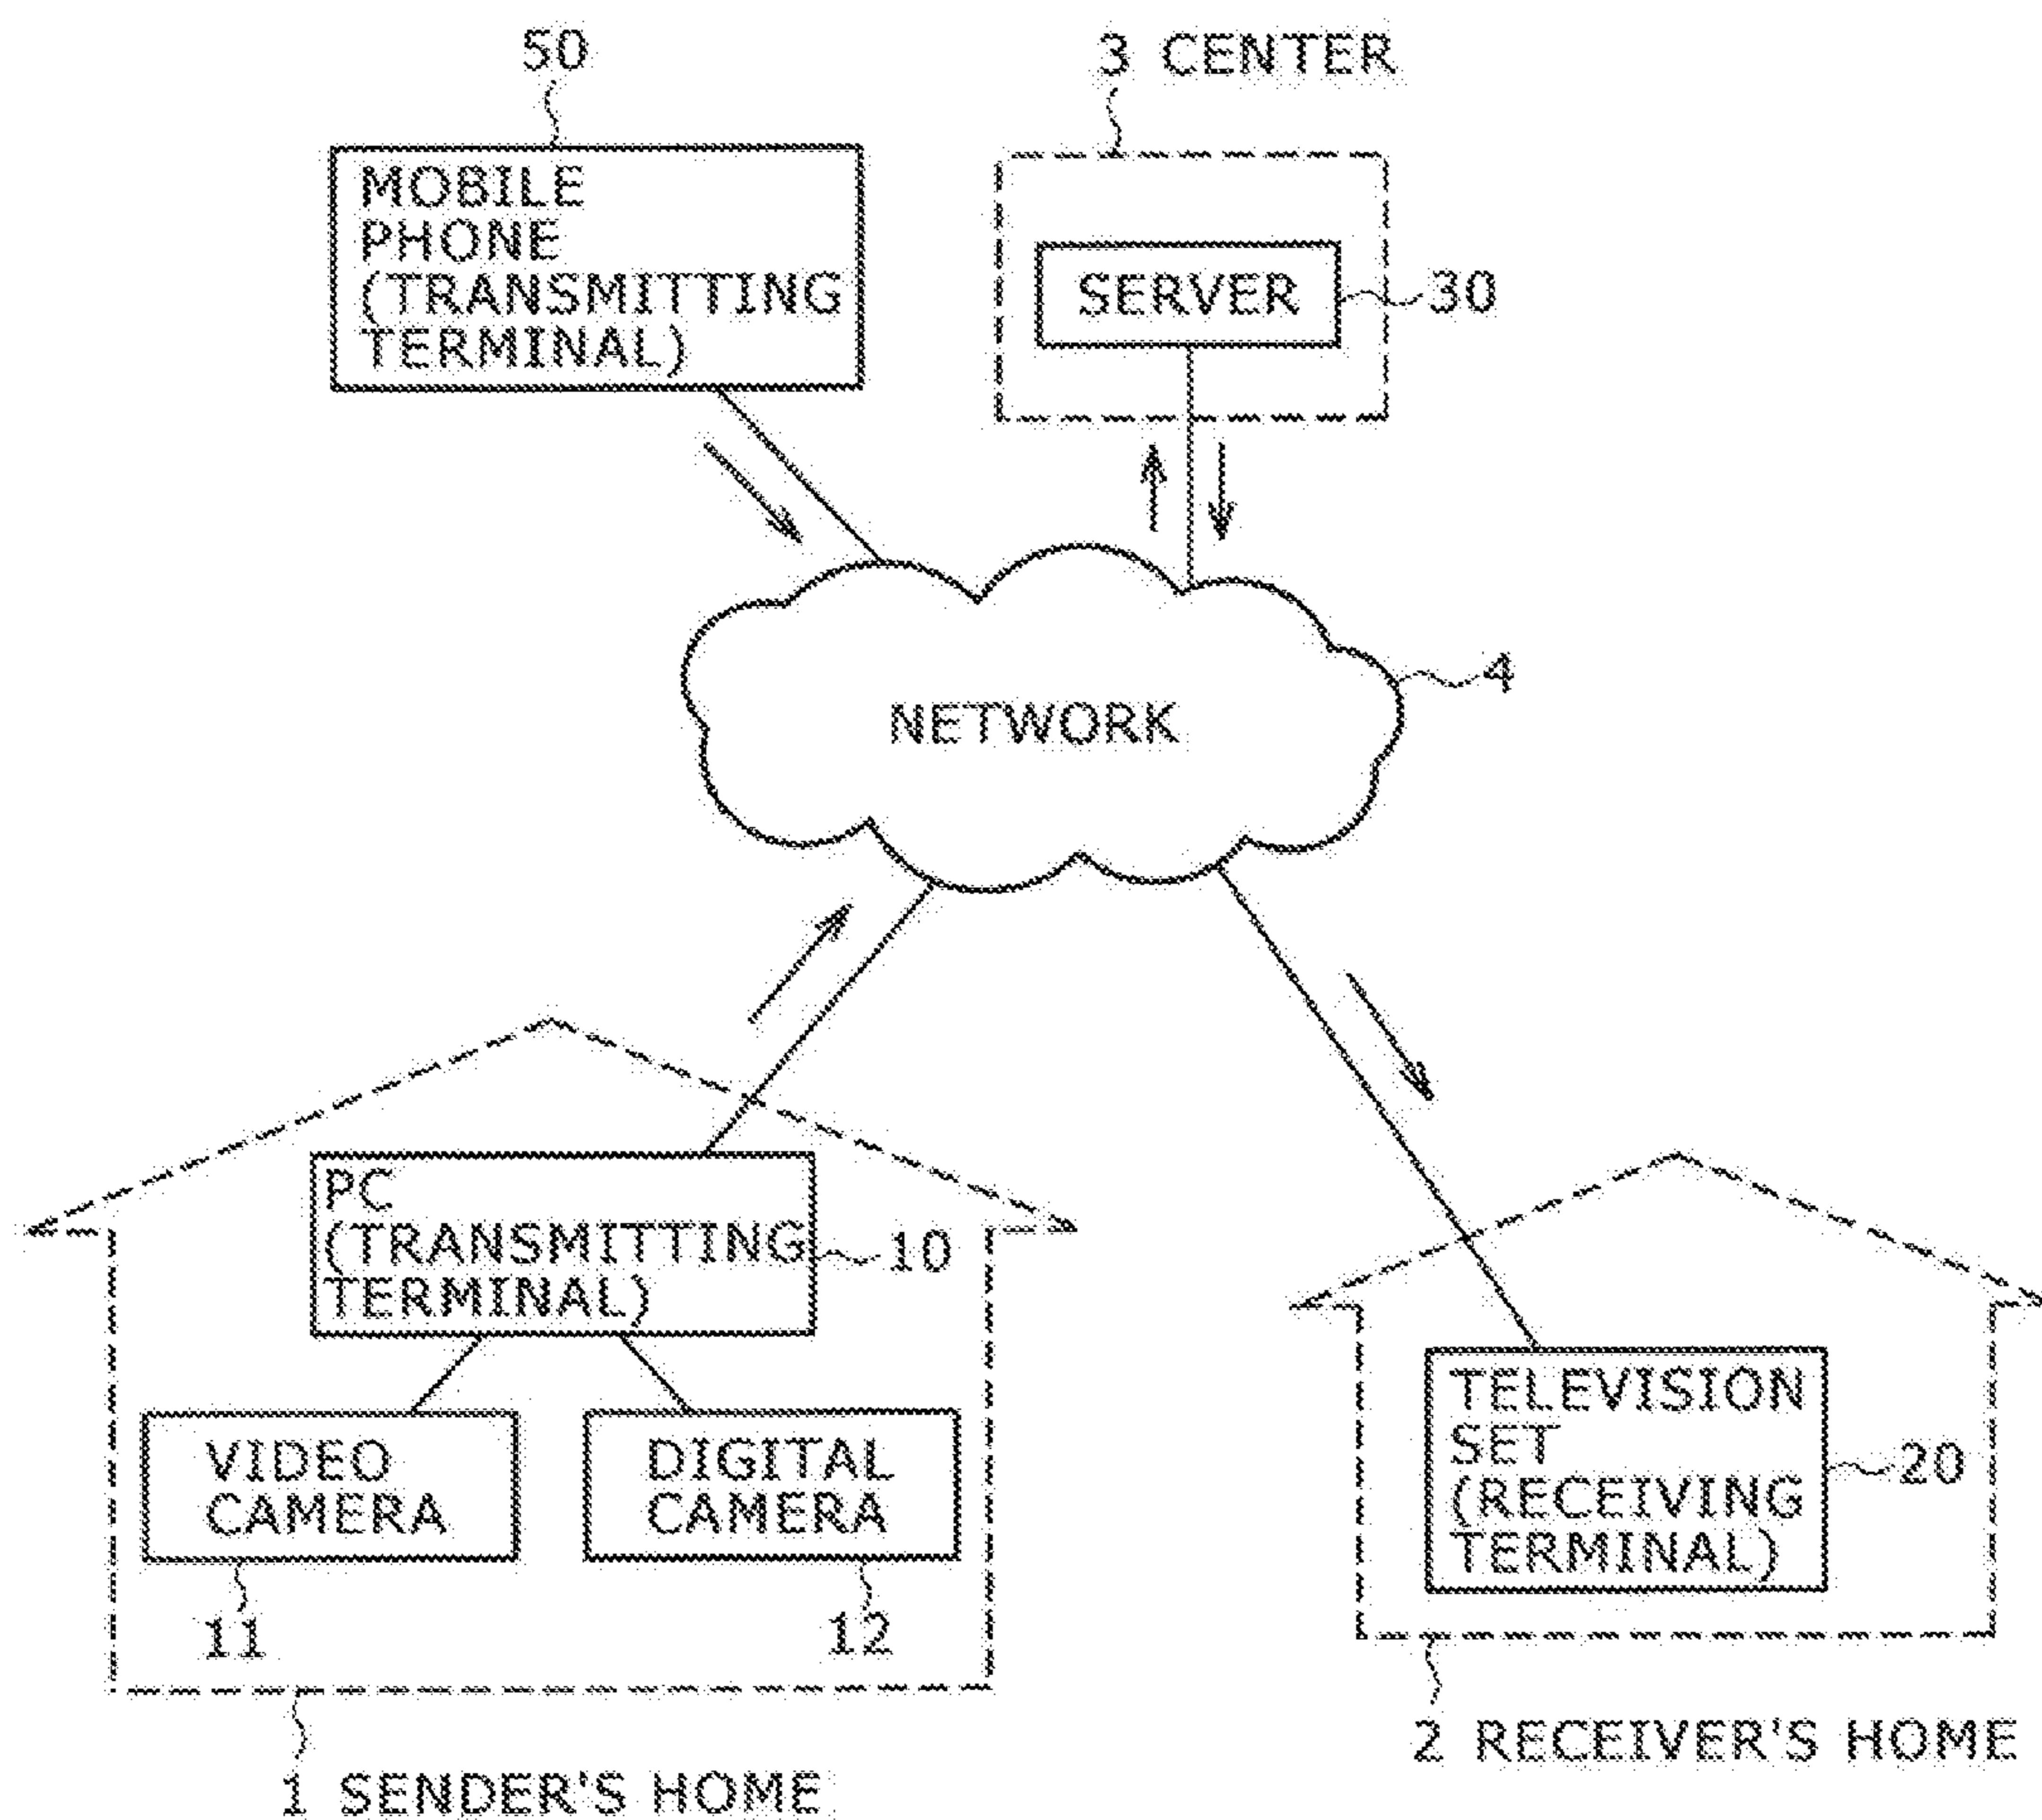 50
3 CENTER
MOBILE
PHONE
(TRANSMITTING
TERMINAL)
SERVER
30
4
NETWORK
PC
(TRANSMITTING
TERMINAL)
10
VIDEO
CAMERA
DIGITAL
CAMERA
11
12
1 SENDER'S HOME
TELEVISION
SET
(RECEIVING
TERMINAL)
20
2 RECEIVER'S HOME